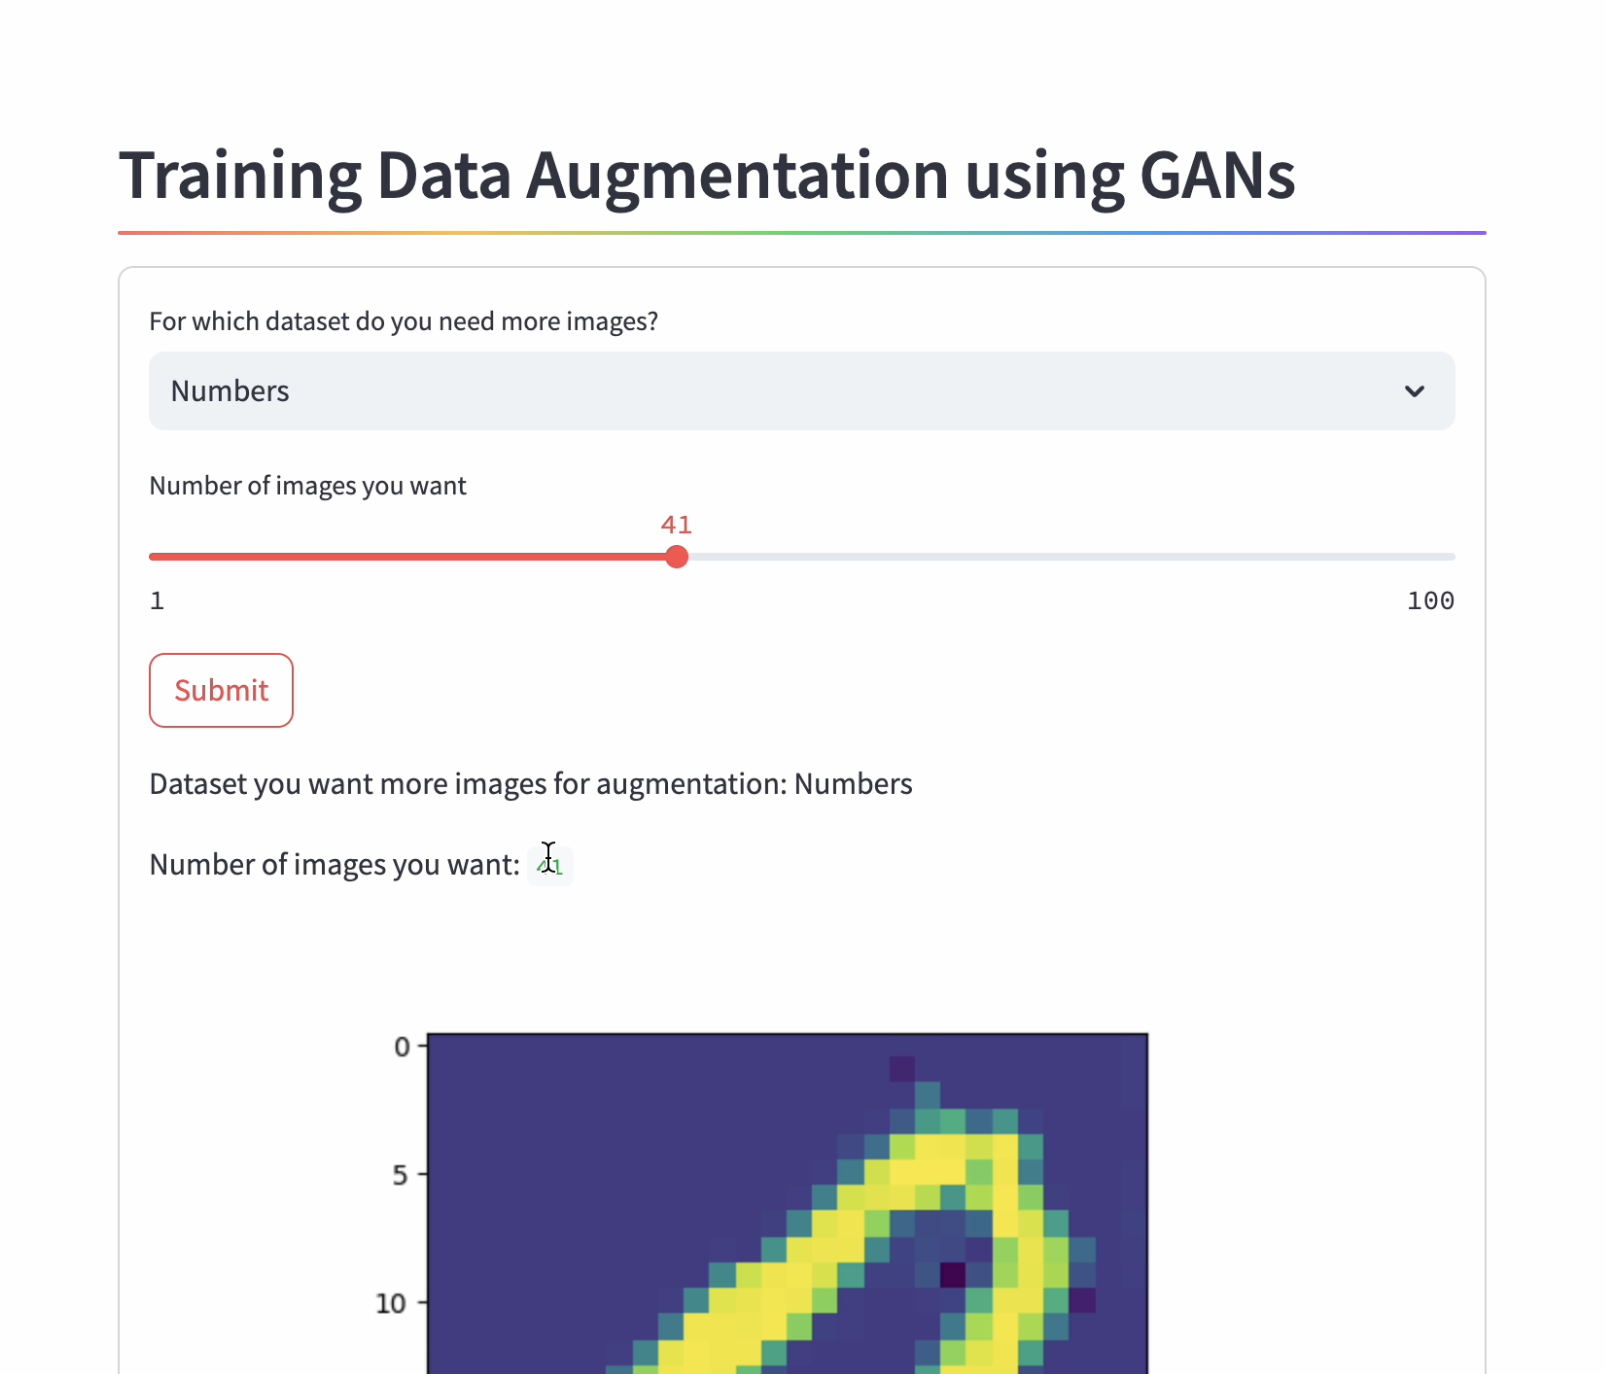 Training Data Augmentation using GANs
For which dataset do you need more images?
Numbers
Number of images you want
41
1 100
Submit
Dataset you want more images for augmentation: Numbers
Number of images you want: 41
0
5
10